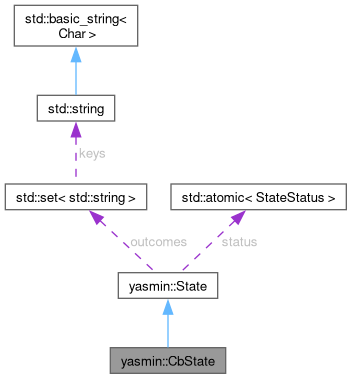 std::basic_string<
Char >
std::string
keys
std::set< std::string >
std::atomic< StateStatus >
outcomes
status
yasmin::State
yasmin::CbState